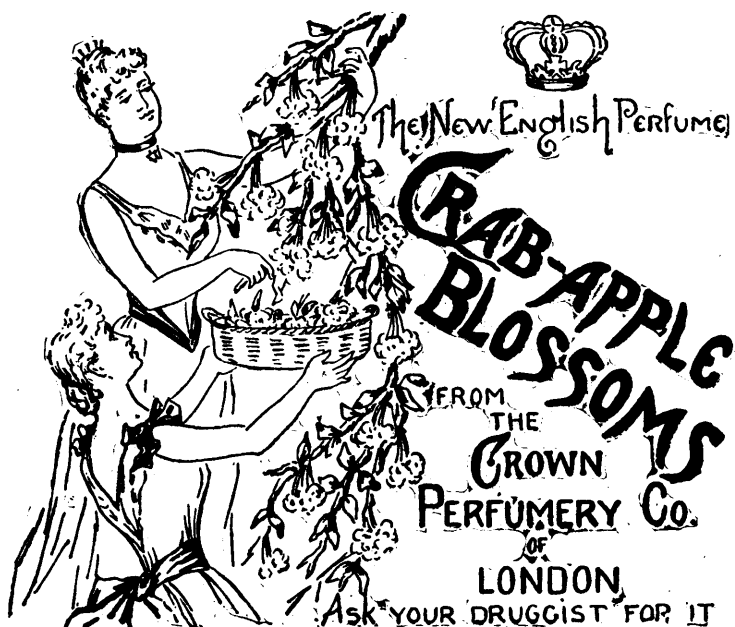 The New English Perfume
Crab-Apple
Blossoms
FROM
THE
Crown
Perfumery Co.
OF
LONDON
Ask YOUR DRUGGIST FOR IT